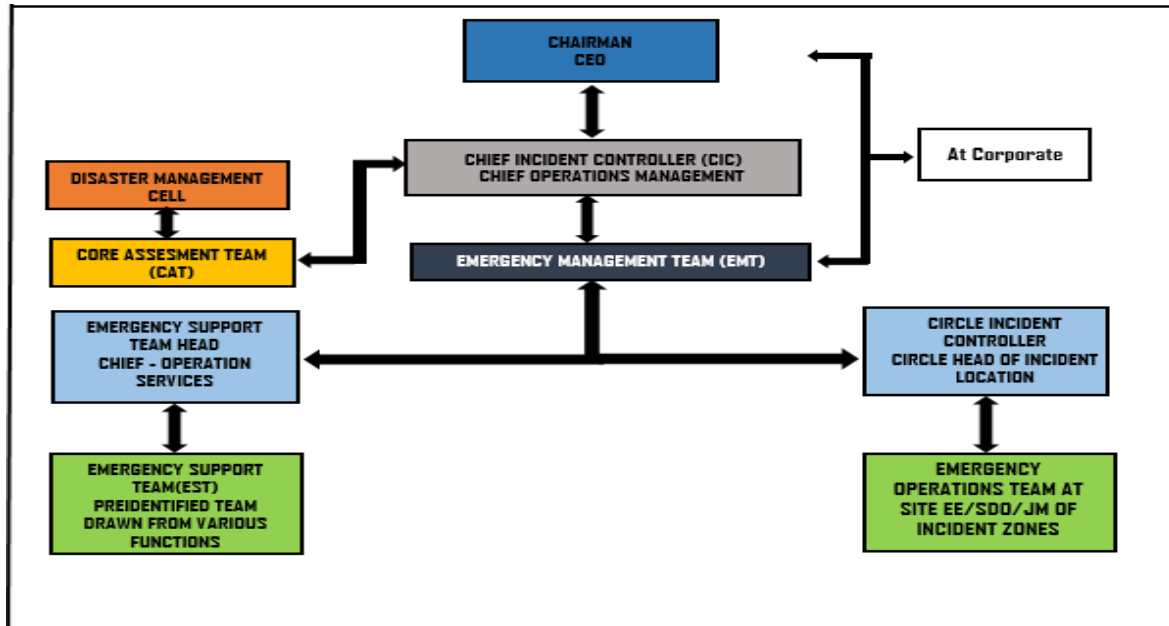 CHAIRMAN
CEO
CHIEF INCIDENT CONTROLLER (CIC)
CHIEF OPERATIONS MANAGEMENT
At Corporate
DISASTER MANAGEMENT
CELL
CORE ASSESMENT TEAM
(CAT)
EMERGENCY MANAGEMENT TEAM (EMT)
EMERGENCY SUPPORT
TEAM HEAD
CHIEF - OPERATION
SERVICES
CIRCLE INCIDENT
CONTROLLER
CIRCLE HEAD OF INCIDENT
LOCATION
EMERGENCY SUPPORT
TEAM(EST)
PREIDENTIFIED TEAM
DRAWN FROM VARIOUS
FUNCTIONS
EMERGENCY
OPERATIONS TEAM AT
SITE EE/SDO/JM OF
INCIDENT ZONES